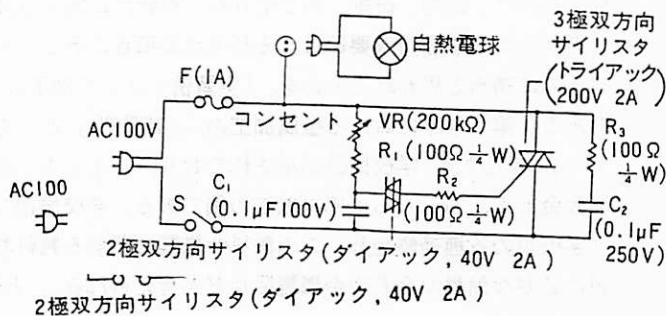 3極双方向
サイリスタ
(トライアック)
200V 2A
白熱電球
F(1A)
コンセント
VR(200kΩ)
AC100V
R₁(100Ω ¼W)
R₂
(100Ω ¼W)
R₃
(100Ω
¼W)
AC100
S
C₁
(0.1μF100V)
C₂
(0.1μF
250V)
2極双方向サイリスタ(ダイアック, 40V 2A)
2極双方向サイリスタ(ダイアック, 40V 2A)